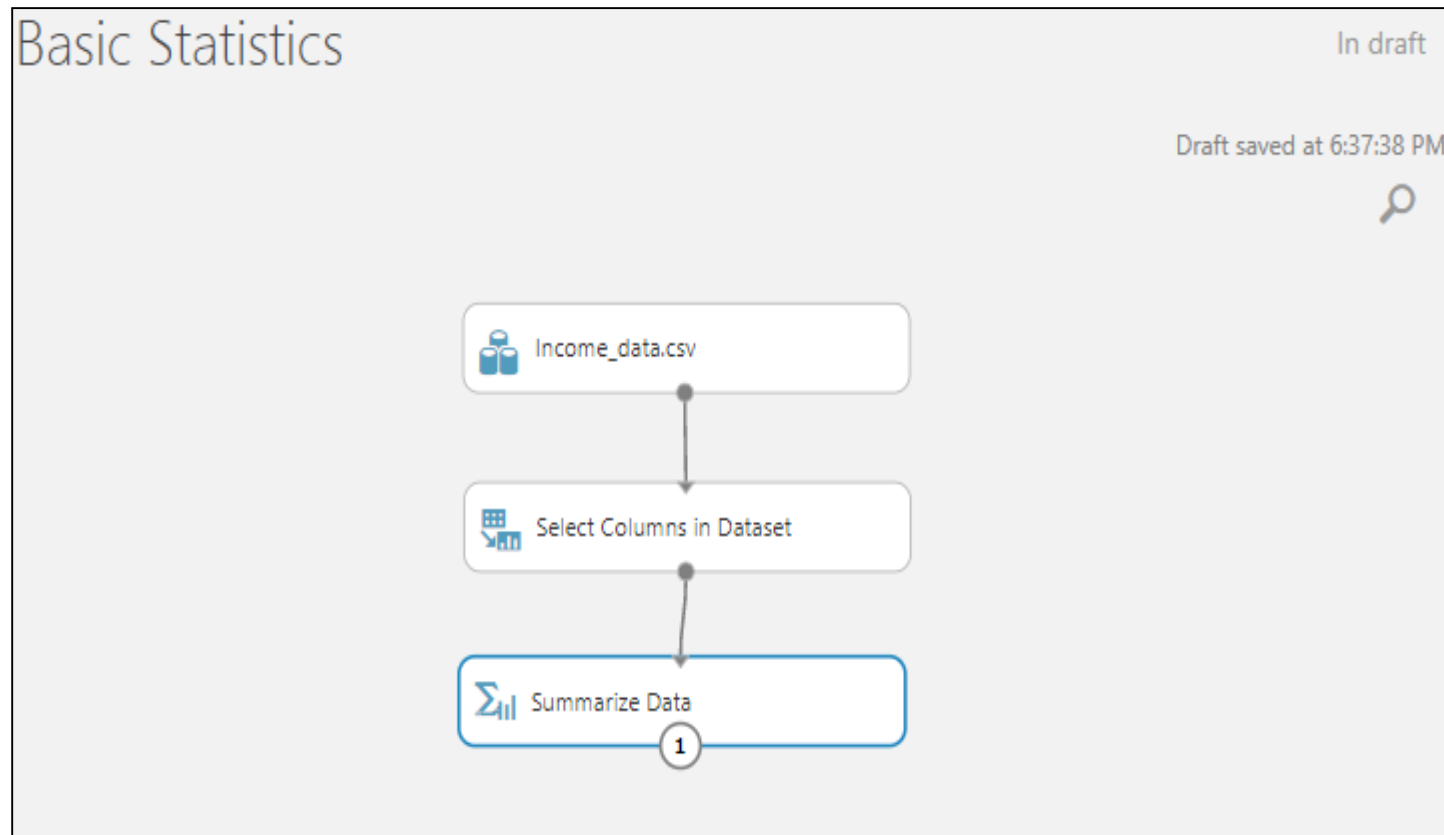 Basic Statistics
In draft
Draft saved at 6:37:38 PM
Income_data.csv
Select Columns in Dataset
Summarize Data
1